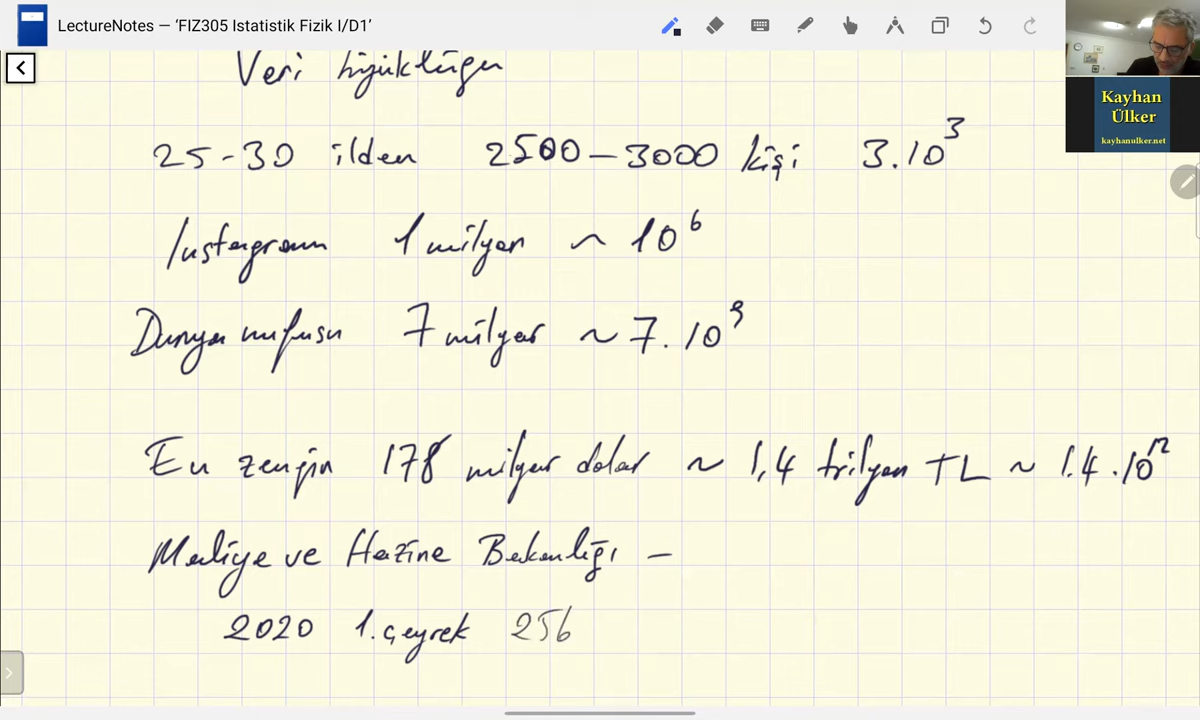 LectureNotes — ‘FIZ305 Istatistik Fizik I/D1’
Kayhan
Ülker
kayhanulker.net
Veri büyüklüğü
25-30 ilden 2500-3000 kişi 3.10³
Instagram 1 milyon ~ 10⁶
Dünya nüfusu 7 milyar ~ 7.10⁹
En zengin 178 milyar dolar ~ 1,4 trilyon TL ~ 1.4.10¹²
Maliye ve Hazine Bakanlığı –
2020 1. çeyrek 256